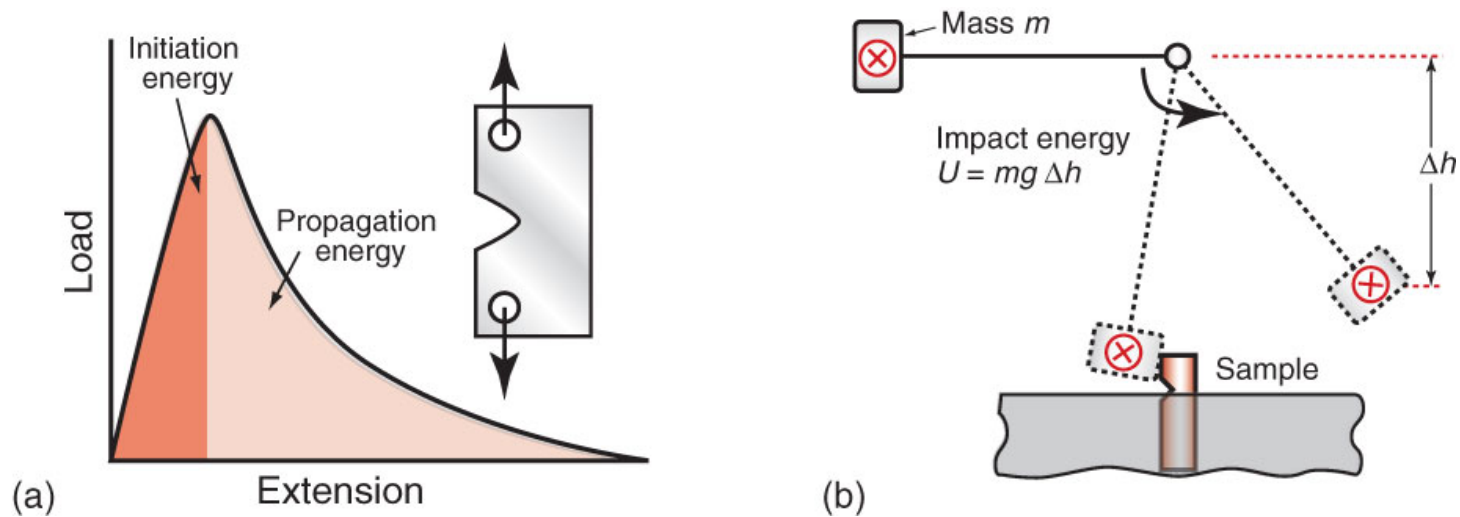 Initiation
energy
Propagation
energy
Load
Extension
(a)
Mass m
Impact energy
U = mg Δh
Δh
Sample
(b)